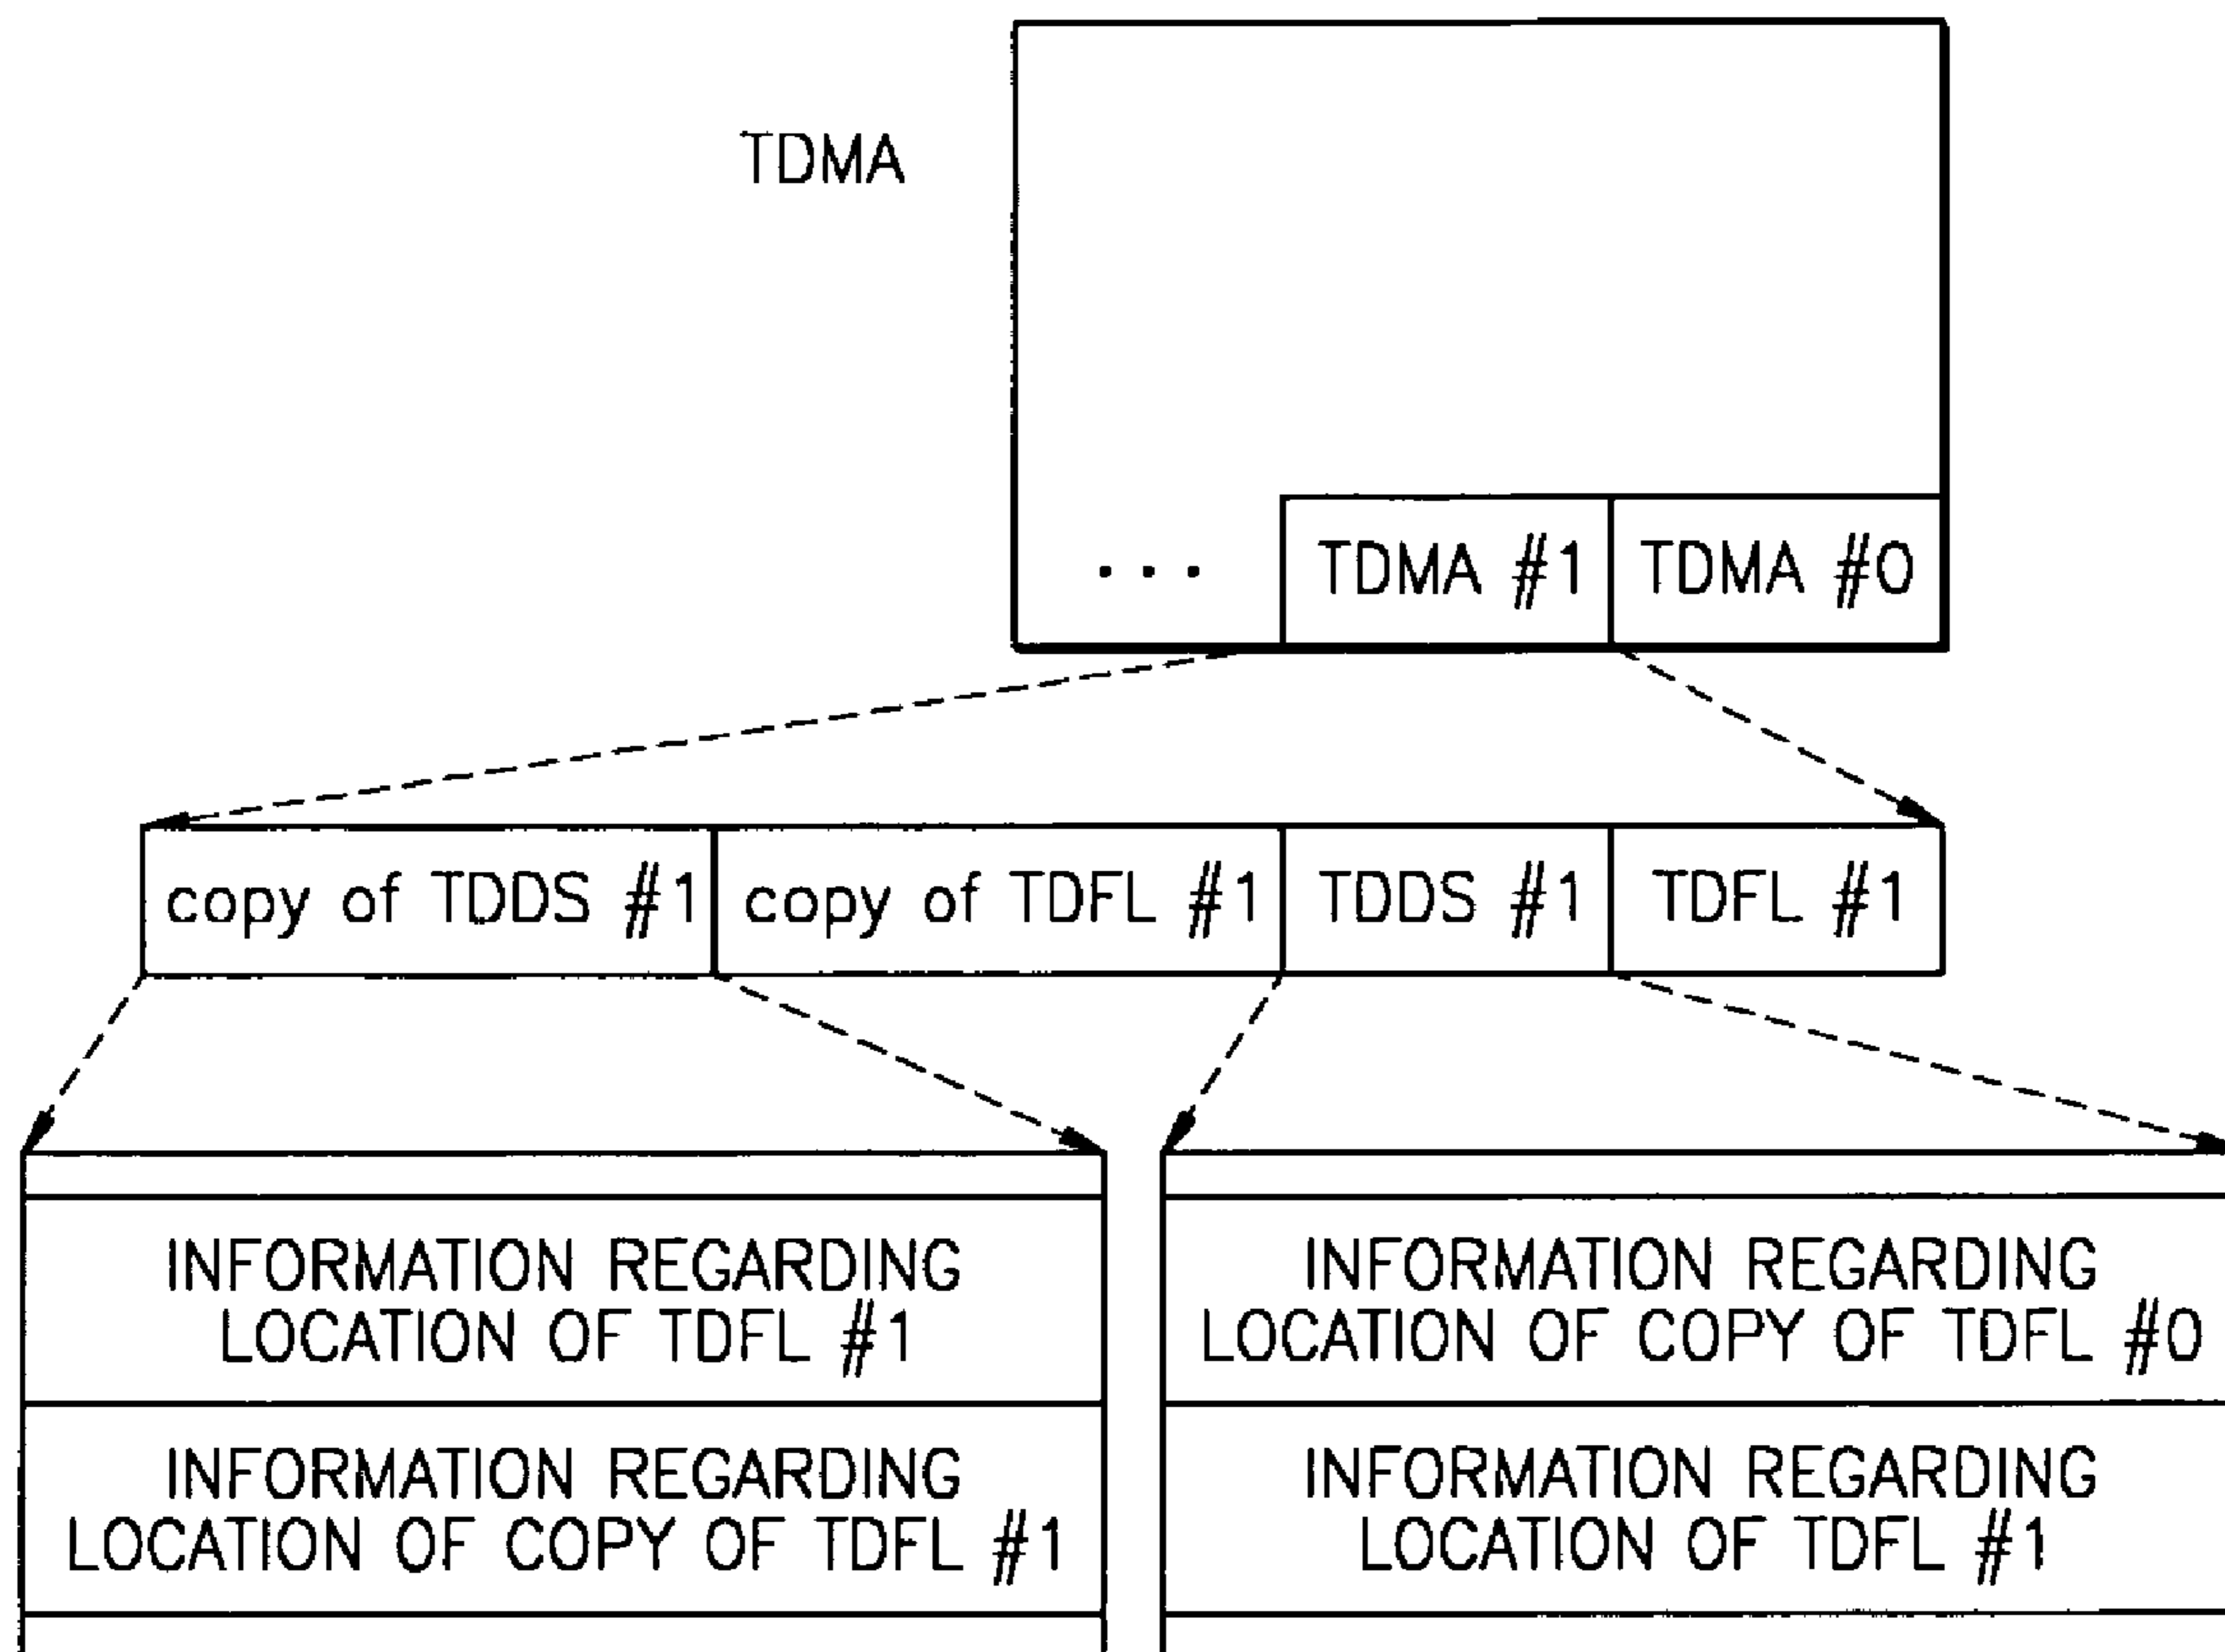 TDMA
... TDMA #1 TDMA #0
copy of TDDS #1 copy of TDFL #1 TDDS #1 TDFL #1
INFORMATION REGARDING
LOCATION OF TDFL #1
INFORMATION REGARDING
LOCATION OF COPY OF TDFL #0
INFORMATION REGARDING
LOCATION OF COPY OF TDFL #1
INFORMATION REGARDING
LOCATION OF TDFL #1